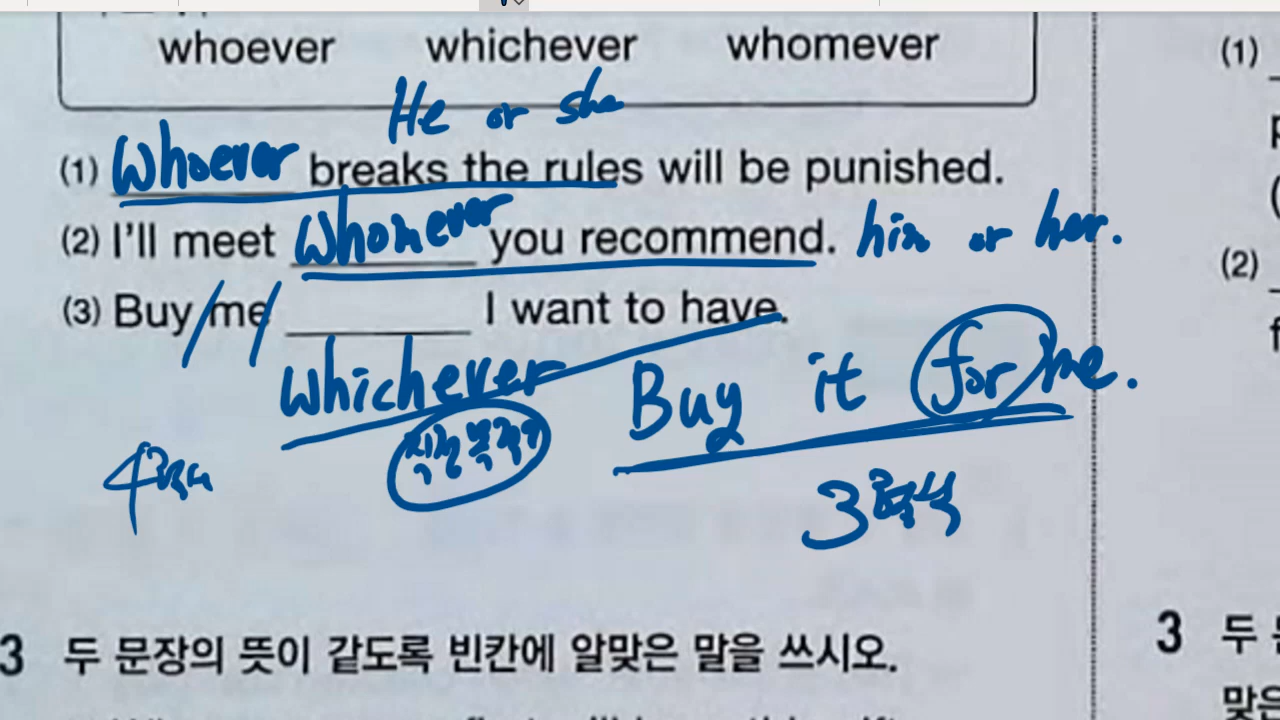 whoever whichever whomever
He or she
(1) Whoever breaks the rules will be punished.
(2) I'll meet Whomever you recommend. him or her.
(3) Buy me ________ I want to have.
Whichever Buy it for me.
직접목적어
4형식 3형식
3 두 문장의 뜻이 같도록 빈칸에 알맞은 말을 쓰시오.
(1)
(2)
3 두
맞은